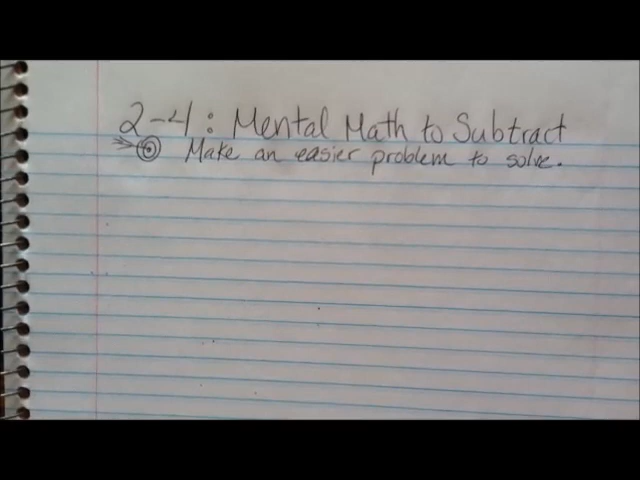 2-4: Mental Math to Subtract
Make an easier problem to solve.